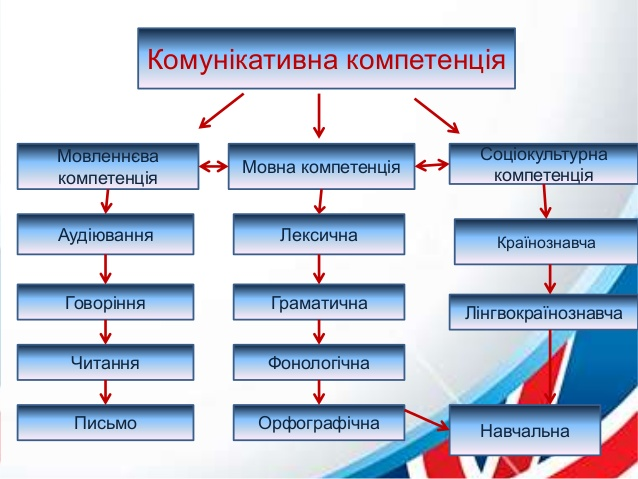 Комунікативна компетенція
Мовленнєва
компетенція
Мовна компетенція
Соціокультурна
компетенція
Аудіювання
Лексична
Країнознавча
Говоріння
Граматична
Лінгвокраїнознавча
Читання
Фонологічна
Письмо
Орфографічна
Навчальна